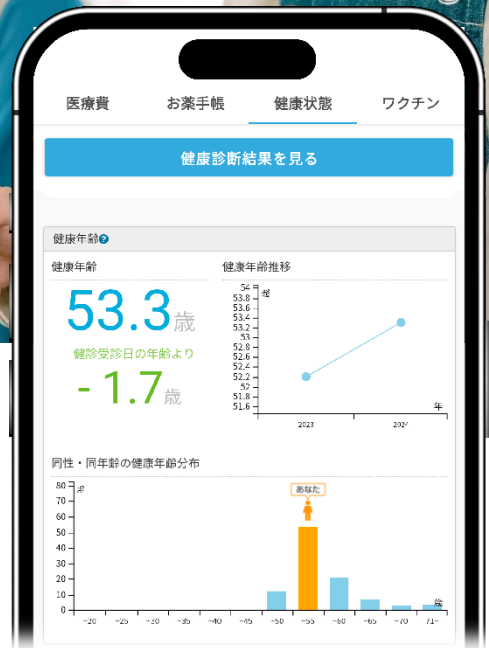 医療費 お薬手帳 健康状態 ワクチン
健康診断結果を見る
健康年齢?
健康年齢 健康年齢推移
53.3歳
健診受診日の年齢より
- 1.7歳
歳
54
53.8
53.6
53.4
53.2
53
52.8
52.6
52.4
52.2
52
51.8
51.6
年
2023 2024
同性・同年齢の健康年齢分布
%
80
70
60
50
40
30
20
10
0
あなた
歳
~20 ~25 ~30 ~35 ~40 ~45 ~50 ~55 ~60 ~65 ~70 71~